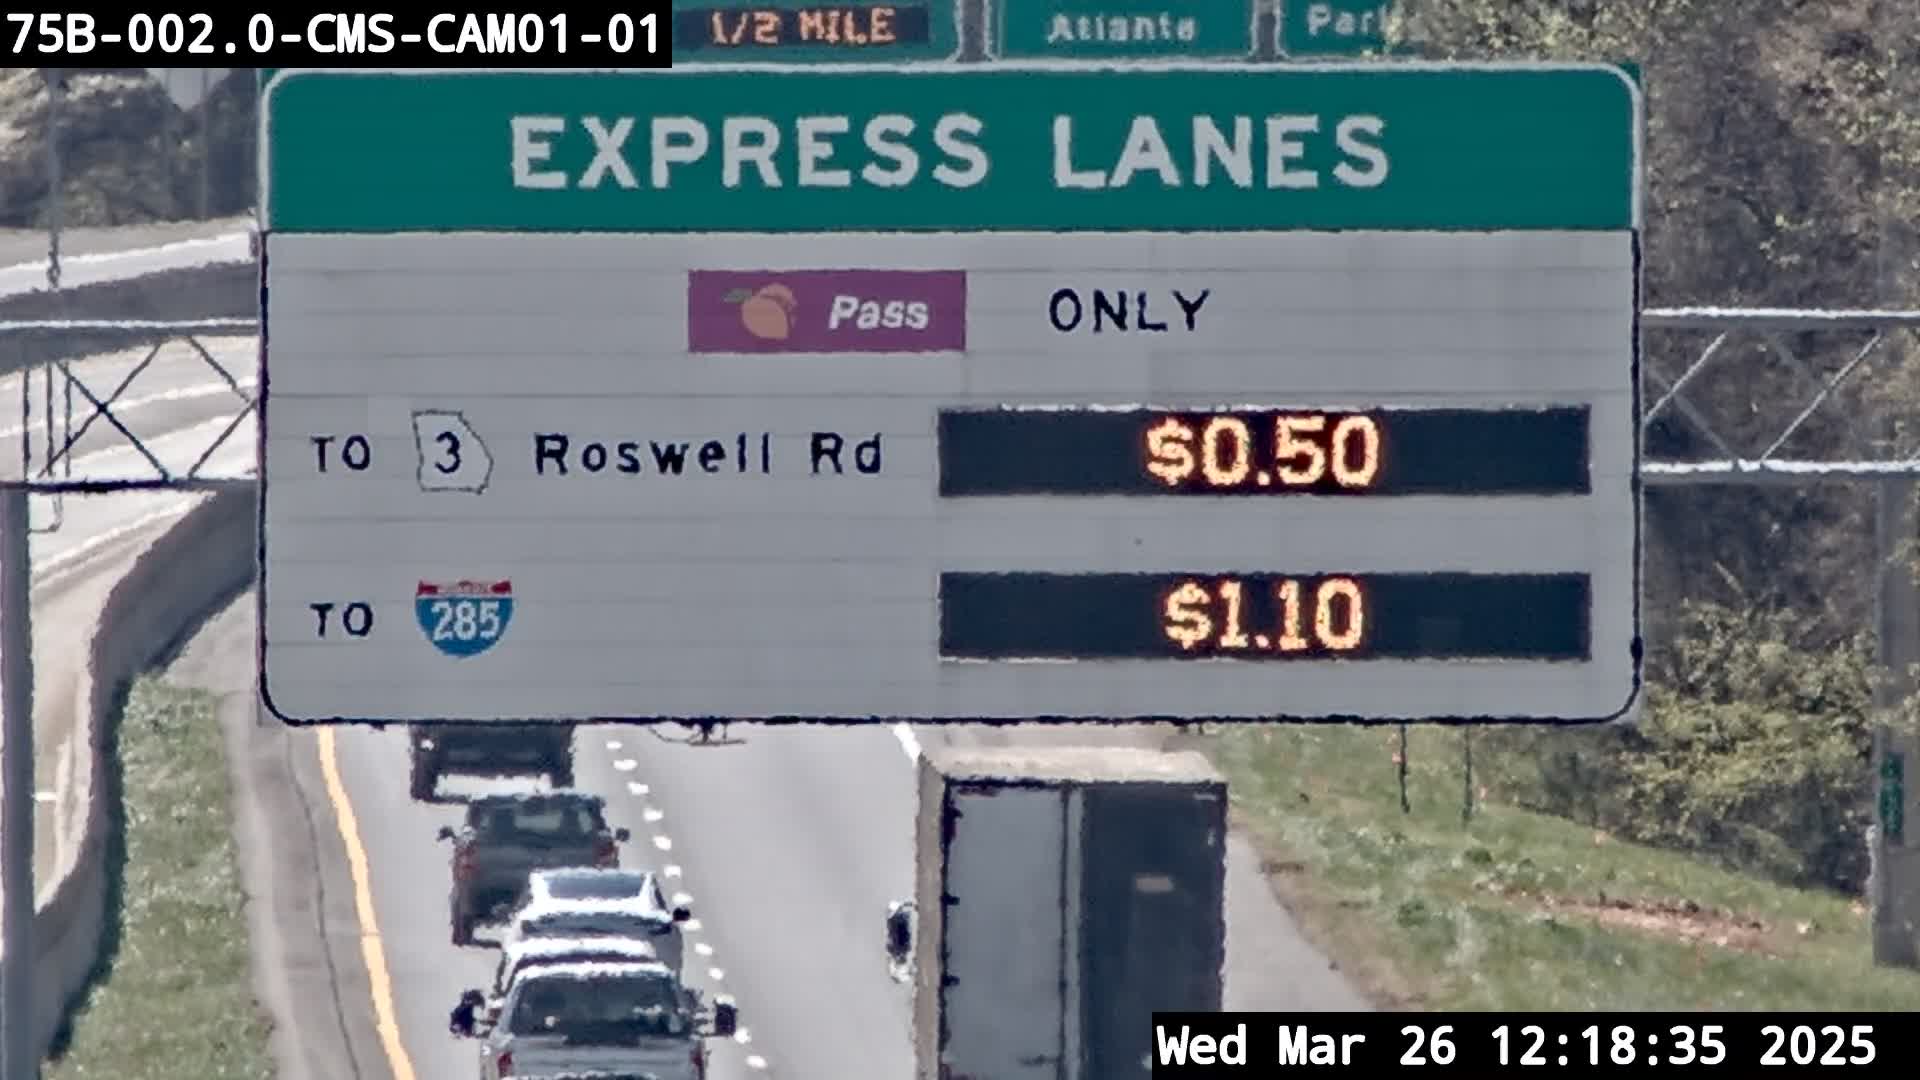 75B-002.0-CMS-CAM01-01
1/2 MILE
Atlanta
EXPRESS LANES
Pass ONLY
TO 3 Roswell Rd $0.50
TO 285 $1.10
Wed Mar 26 12:18:35 2025